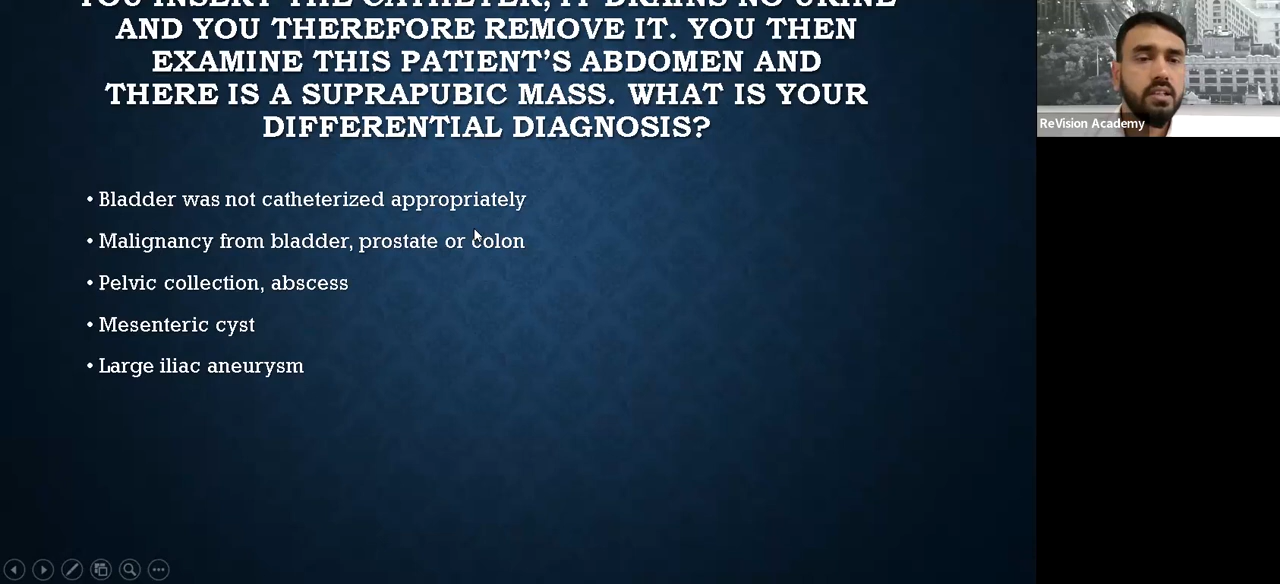 YOU INSERT THE CATHETER, IT DRAINS NO URINE
AND YOU THEREFORE REMOVE IT. YOU THEN
EXAMINE THIS PATIENT'S ABDOMEN AND
THERE IS A SUPRAPUBIC MASS. WHAT IS YOUR
DIFFERENTIAL DIAGNOSIS?
ReVision Academy
• Bladder was not catheterized appropriately
• Malignancy from bladder, prostate or colon
• Pelvic collection, abscess
• Mesenteric cyst
• Large iliac aneurysm